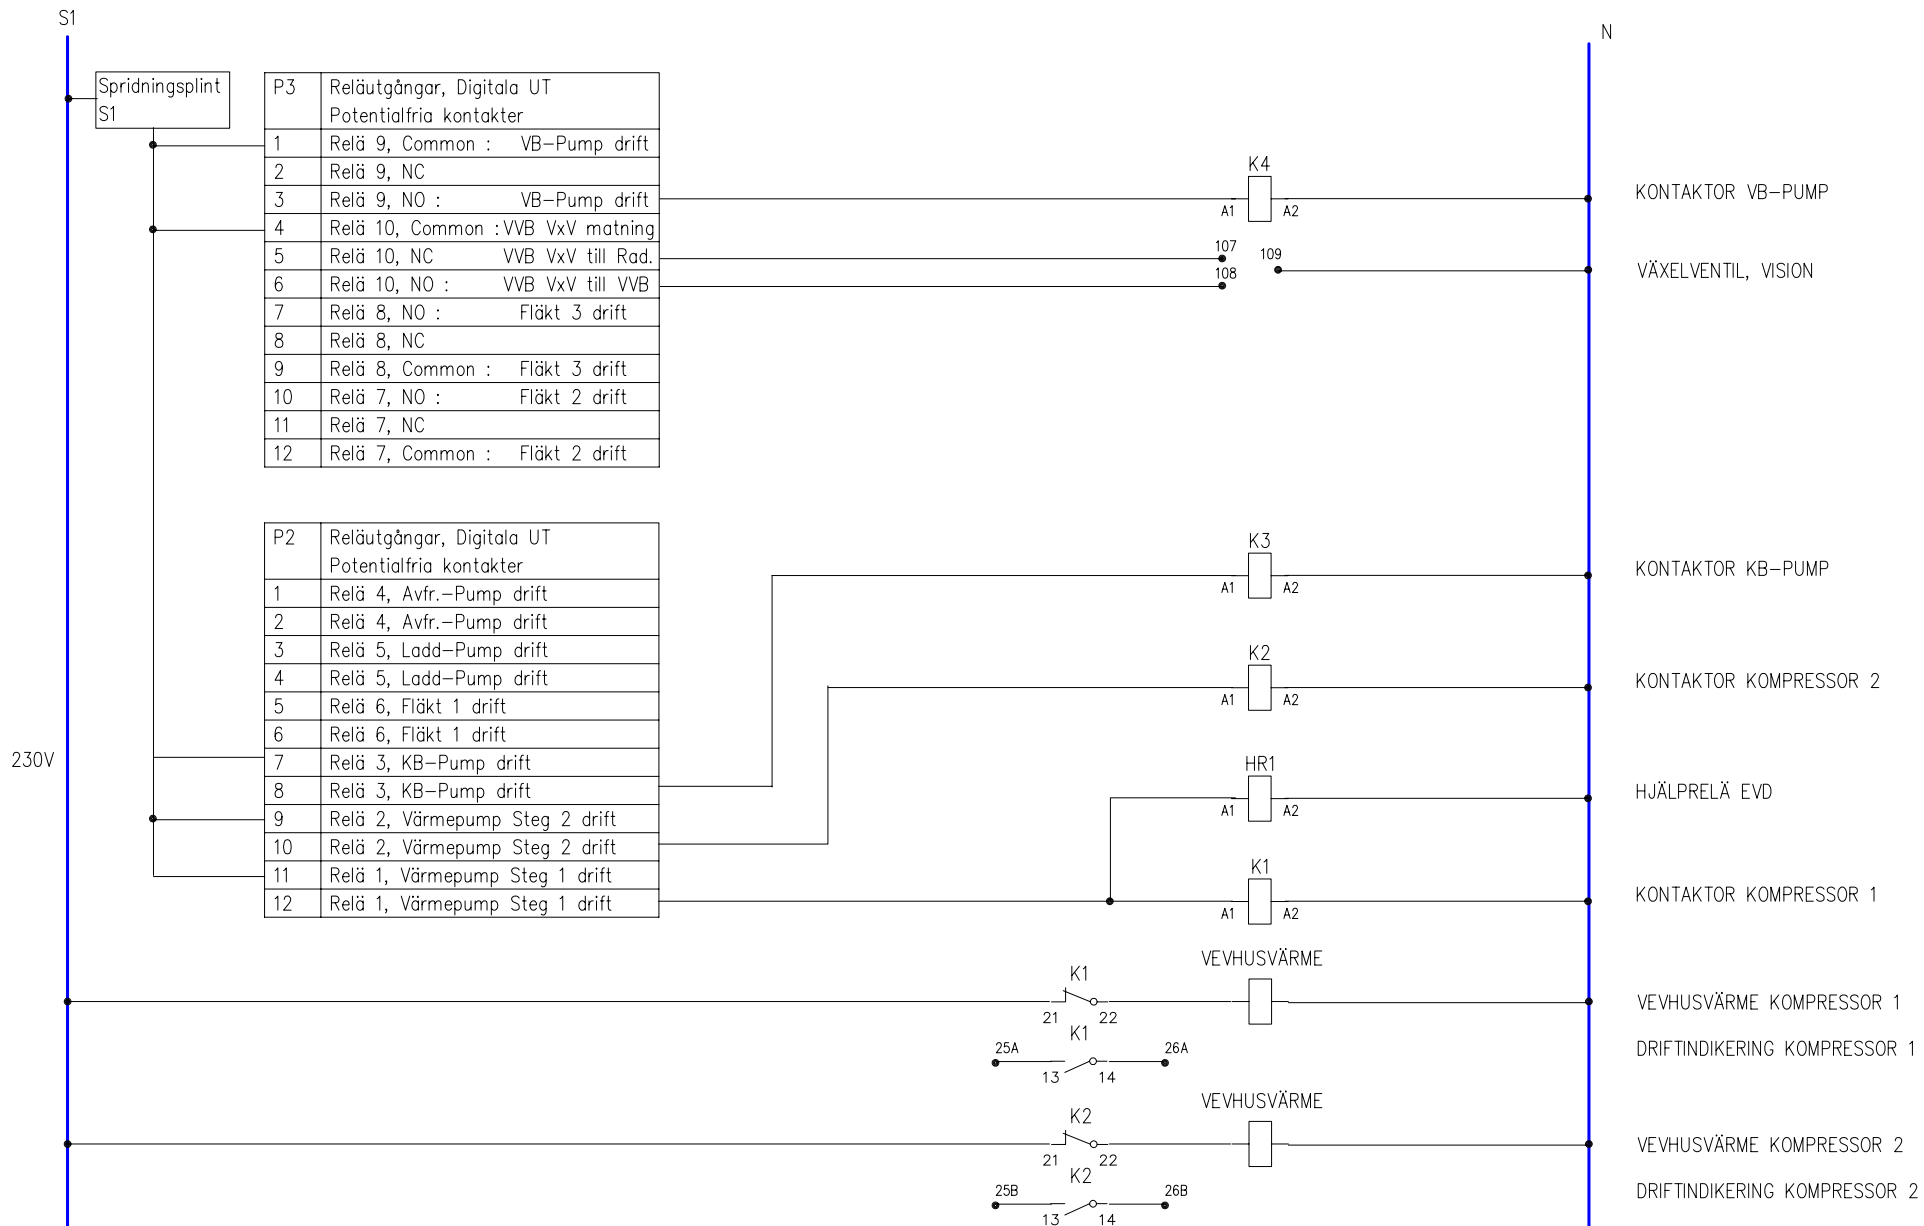 S1
N
Spridningsplint
S1
P3 Reläutgångar, Digitala UT
Potentialfria kontakter
1 Relä 9, Common : VB-Pump drift
2 Relä 9, NC
3 Relä 9, NO : VB-Pump drift
4 Relä 10, Common : VVB VxV matning
5 Relä 10, NC VVB VxV till Rad.
6 Relä 10, NO : VVB VxV till VVB
7 Relä 8, NO : Fläkt 3 drift
8 Relä 8, NC
9 Relä 8, Common : Fläkt 3 drift
10 Relä 7, NO : Fläkt 2 drift
11 Relä 7, NC
12 Relä 7, Common : Fläkt 2 drift
K4
A1 A2
KONTAKTOR VB-PUMP
107
108
109
VÄXELVENTIL, VISION
P2 Reläutgångar, Digitala UT
Potentialfria kontakter
1 Relä 4, Avfr.-Pump drift
2 Relä 4, Avfr.-Pump drift
3 Relä 5, Ladd-Pump drift
4 Relä 5, Ladd-Pump drift
5 Relä 6, Fläkt 1 drift
6 Relä 6, Fläkt 1 drift
7 Relä 3, KB-Pump drift
8 Relä 3, KB-Pump drift
9 Relä 2, Värmepump Steg 2 drift
10 Relä 2, Värmepump Steg 2 drift
11 Relä 1, Värmepump Steg 1 drift
12 Relä 1, Värmepump Steg 1 drift
230V
K3
A1 A2
KONTAKTOR KB-PUMP
K2
A1 A2
KONTAKTOR KOMPRESSOR 2
HR1
A1 A2
HJÄLPRELÄ EVD
K1
A1 A2
KONTAKTOR KOMPRESSOR 1
VEVHUSVÄRME
K1
21 22
VEVHUSVÄRME KOMPRESSOR 1
K1
25A 26A
13 14
DRIFTINDIKERING KOMPRESSOR 1
VEVHUSVÄRME
K2
21 22
VEVHUSVÄRME KOMPRESSOR 2
K2
25B 26B
13 14
DRIFTINDIKERING KOMPRESSOR 2